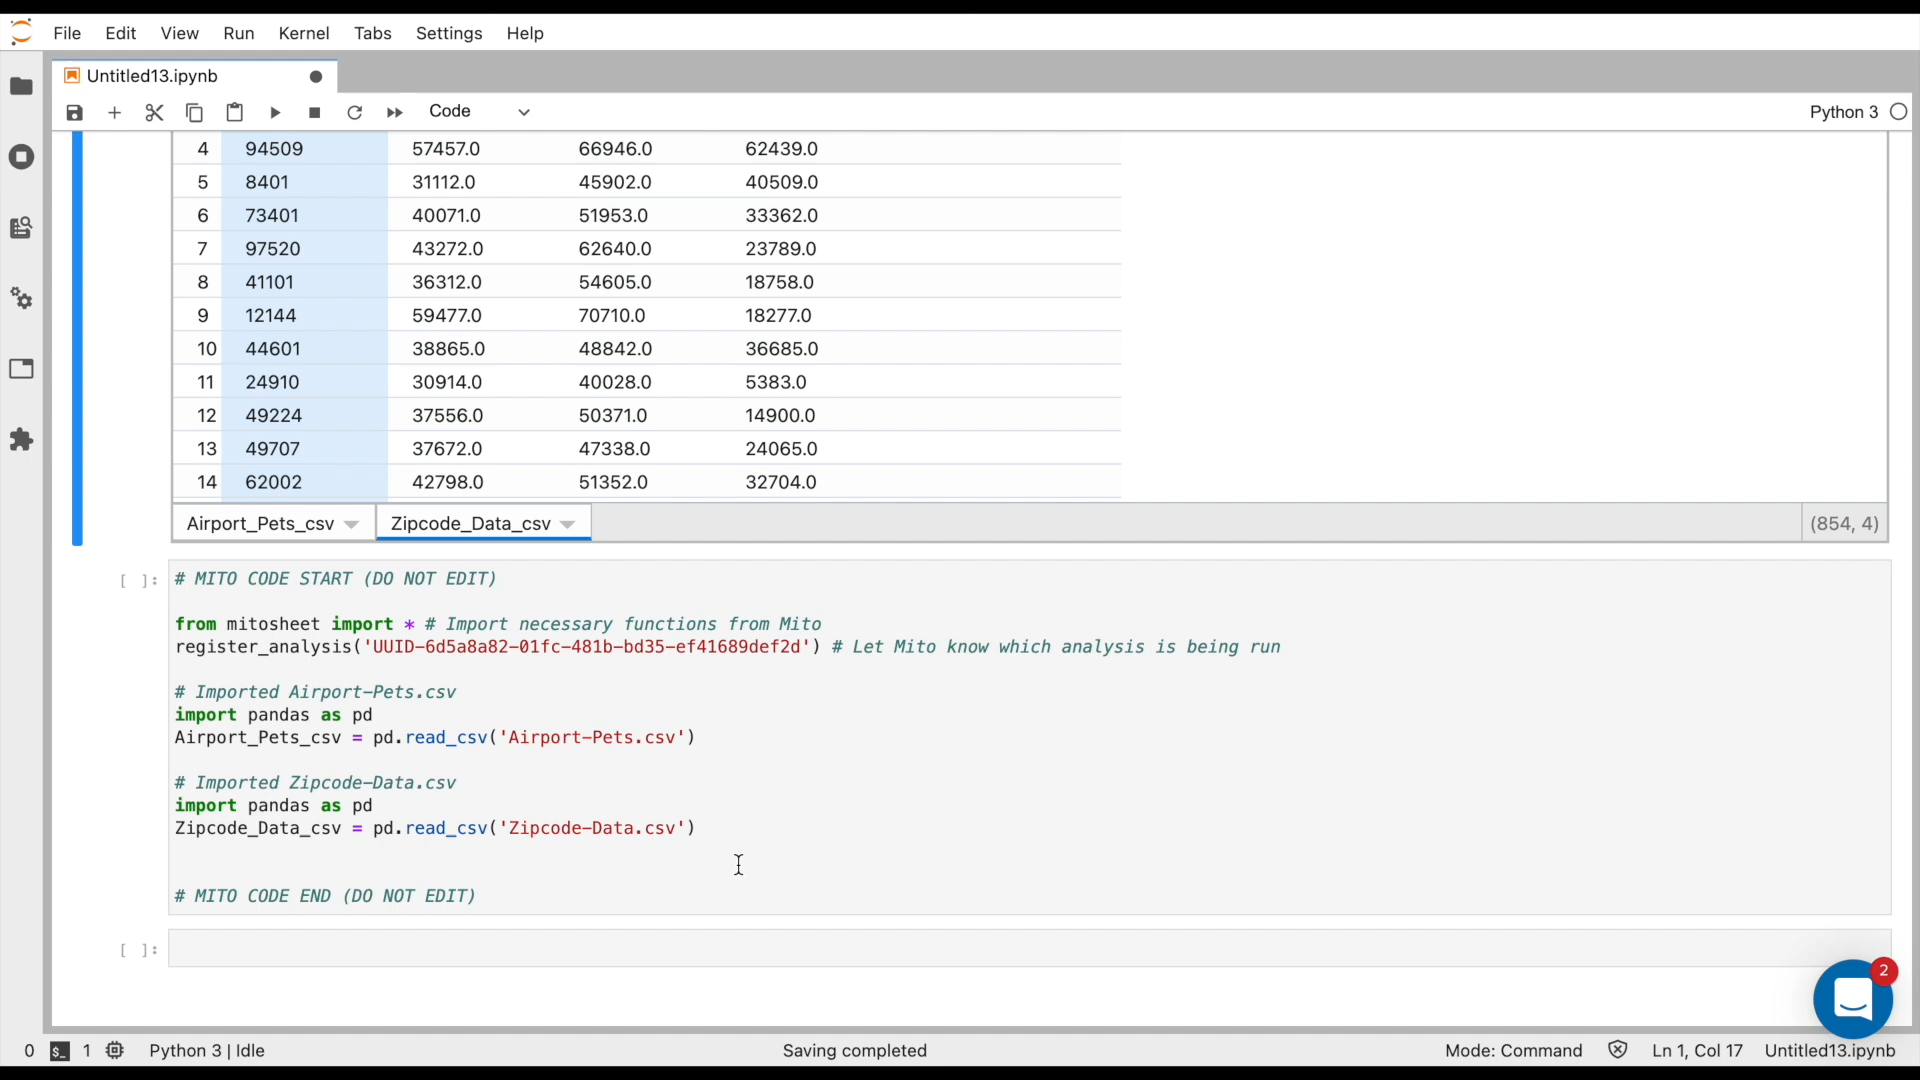 File Edit View Run Kernel Tabs Settings Help
Untitled13.ipynb
Code
Python 3
4 94509 57457.0 66946.0 62439.0
5 8401 31112.0 45902.0 40509.0
6 73401 40071.0 51953.0 33362.0
7 97520 43272.0 62640.0 23789.0
8 41101 36312.0 54605.0 18758.0
9 12144 59477.0 70710.0 18277.0
10 44601 38865.0 48842.0 36685.0
11 24910 30914.0 40028.0 5383.0
12 49224 37556.0 50371.0 14900.0
13 49707 37672.0 47338.0 24065.0
14 62002 42798.0 51352.0 32704.0
Airport_Pets_csv Zipcode_Data_csv (854, 4)
[ ]: # MITO CODE START (DO NOT EDIT)
from mitosheet import * # Import necessary functions from Mito
register_analysis('UUID-6d5a8a82-01fc-481b-bd35-ef41689def2d') # Let Mito know which analysis is being run
# Imported Airport-Pets.csv
import pandas as pd
Airport_Pets_csv = pd.read_csv('Airport-Pets.csv')
# Imported Zipcode-Data.csv
import pandas as pd
Zipcode_Data_csv = pd.read_csv('Zipcode-Data.csv')
# MITO CODE END (DO NOT EDIT)
[ ]:
2
0 $_ 1 Python 3 | Idle Saving completed Mode: Command Ln 1, Col 17 Untitled13.ipynb